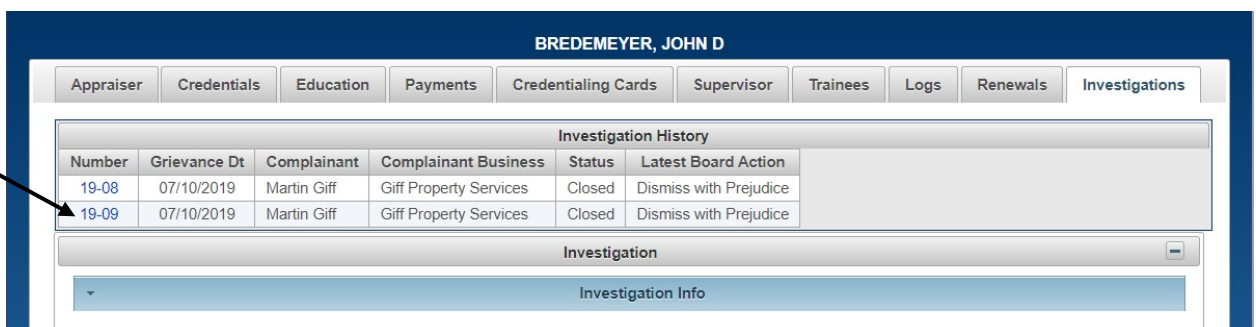 BREDEMEYER, JOHN D
Appraiser Credentials Education Payments Credentialing Cards Supervisor Trainees Logs Renewals Investigations
Investigation History
Number Grievance Dt Complainant Complainant Business Status Latest Board Action
19-08 07/10/2019 Martin Giff Giff Property Services Closed Dismiss with Prejudice
19-09 07/10/2019 Martin Giff Giff Property Services Closed Dismiss with Prejudice
Investigation
Investigation Info